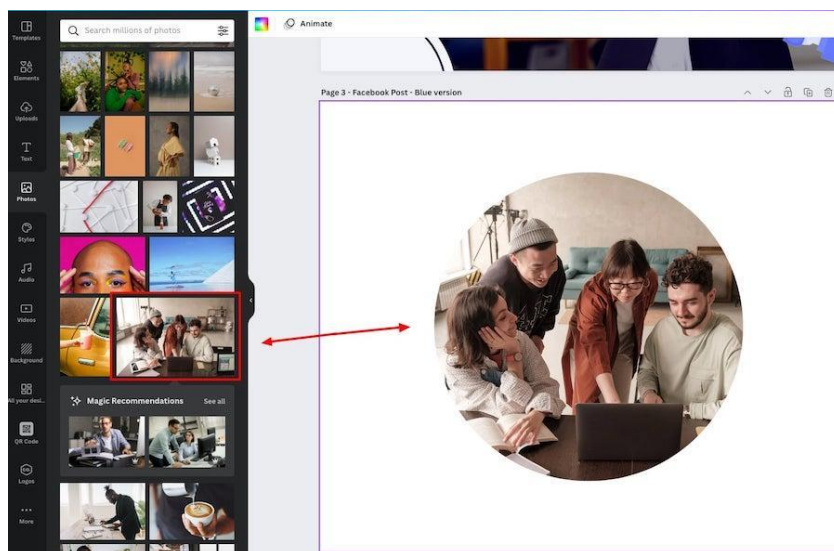 Templates
Elements
Uploads
Text
Photos
Styles
Audio
Videos
Background
All your desi...
QR Code
Logos
More
Search millions of photos
Magic Recommendations
See all
Animate
Page 3 - Facebook Post - Blue version